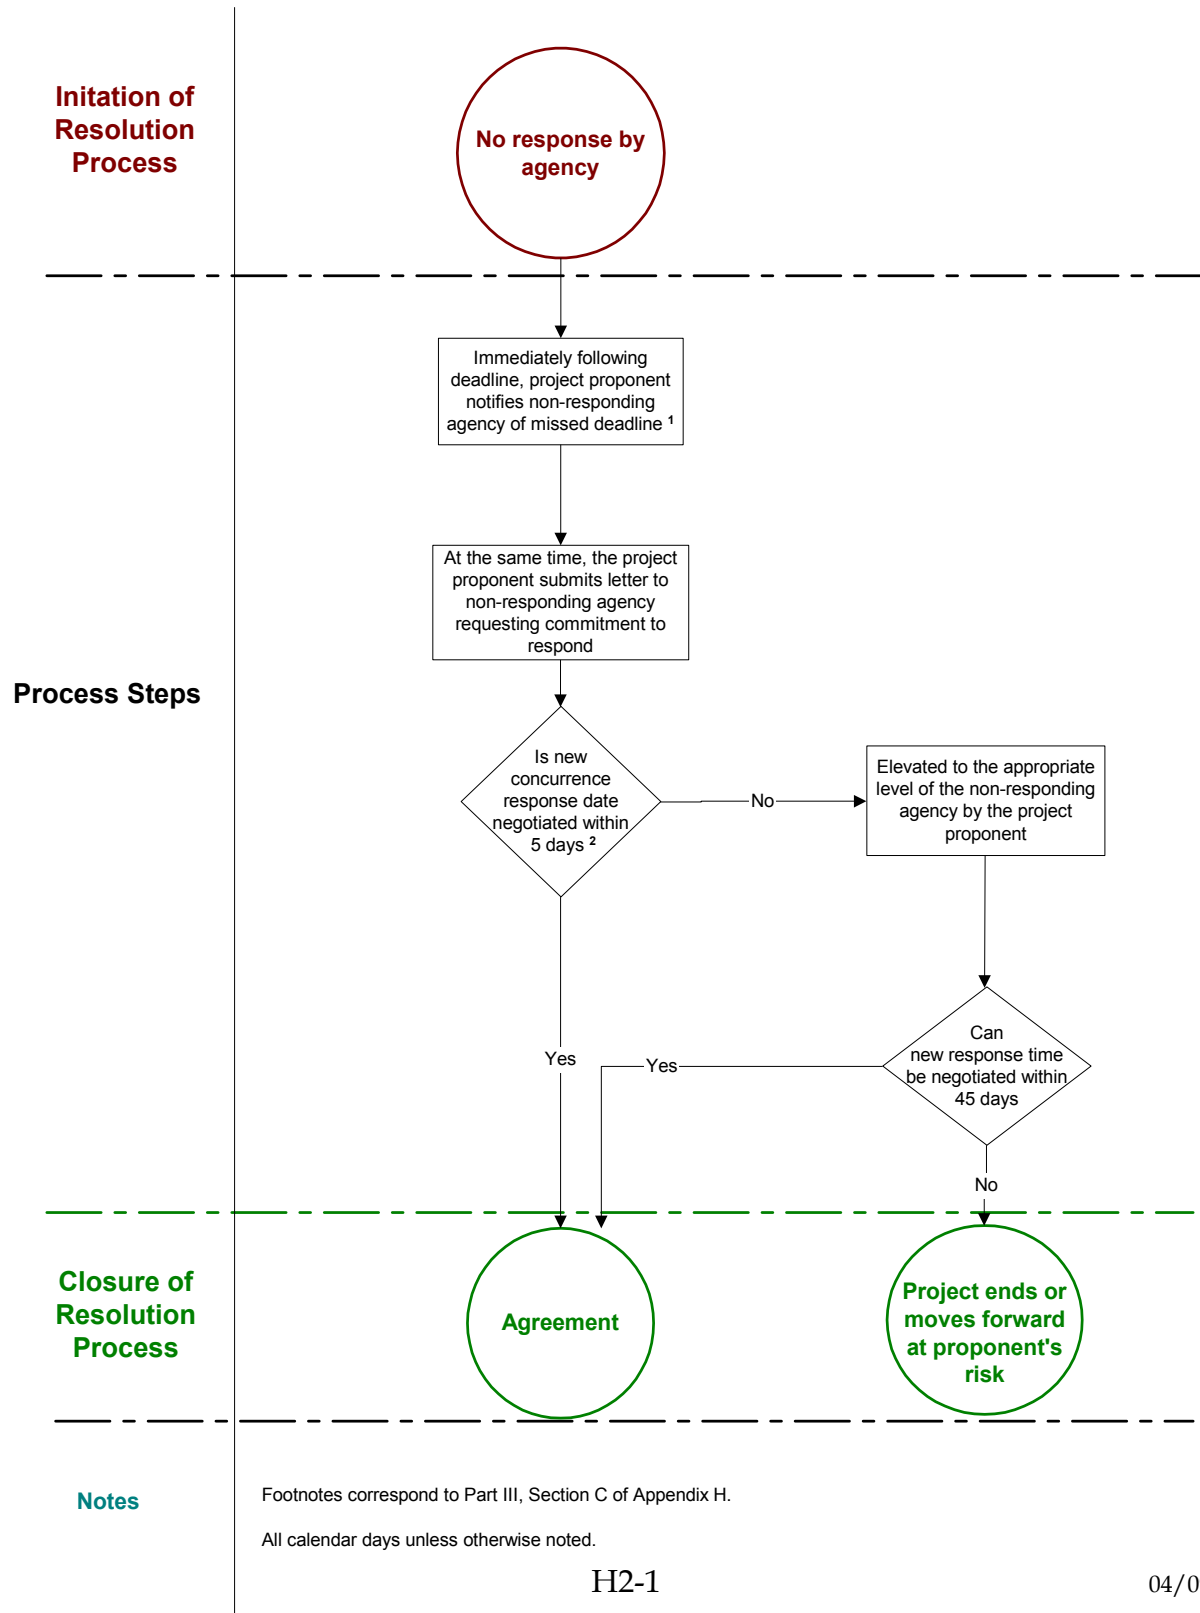 Initation of
Resolution
Process
No response by
agency
Immediately following
deadline, project proponent
notifies non-responding
agency of missed deadline 1
At the same time, the project
proponent submits letter to
non-responding agency
requesting commitment to
respond
Process Steps
Is new
concurrence
response date
negotiated within
5 days 2
No
Elevated to the appropriate
level of the non-responding
agency by the project
proponent
Can
new response time
be negotiated within
45 days
Yes
Yes
No
Closure of
Resolution
Process
Agreement
Project ends or
moves forward
at proponent's
risk
Notes
Footnotes correspond to Part III, Section C of Appendix H.
All calendar days unless otherwise noted.
H2-1
04/0